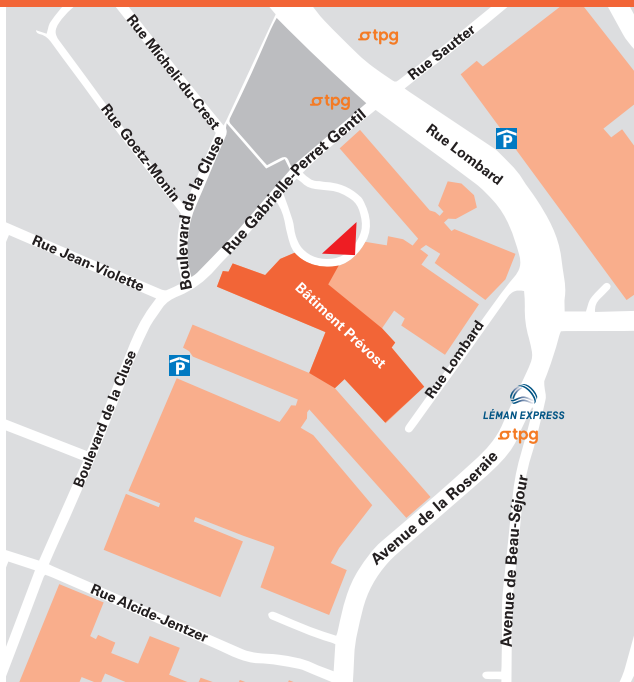 tpg
Rue Micheli-du-Crest
Rue Sautter
tpg
Rue Goetz-Monin
Rue Gabrielle-Perret Gentil
Rue Lombard
P
Boulevard de la Cluse
Rue Jean-Violette
Bâtiment Prévost
Rue Lombard
P
Boulevard de la Cluse
LÉMAN EXPRESS
tpg
Avenue de la Roseraie
Avenue de Beau-Séjour
Rue Alcide-Jentzer